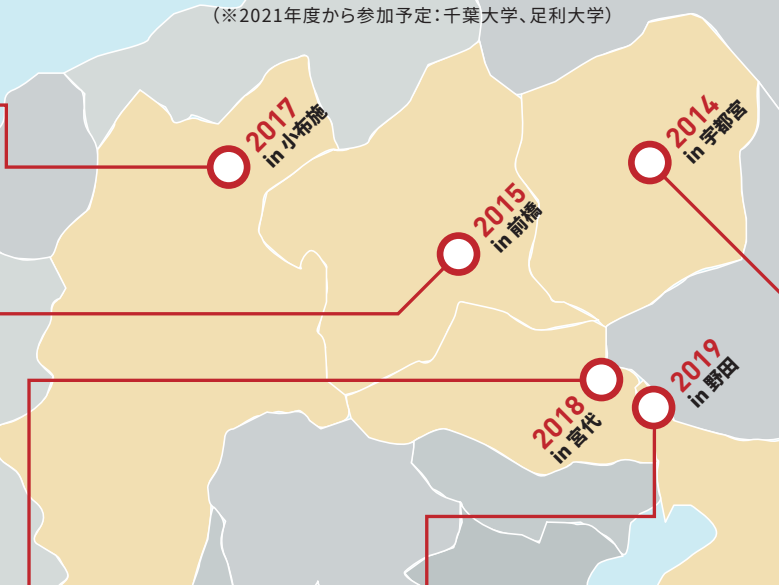 (※2021年度から参加予定：千葉大学、足利大学)
2017
in 小布施
2014
in 宇都宮
2015
in 前橋
2019
in 野田
2018
in 宮代